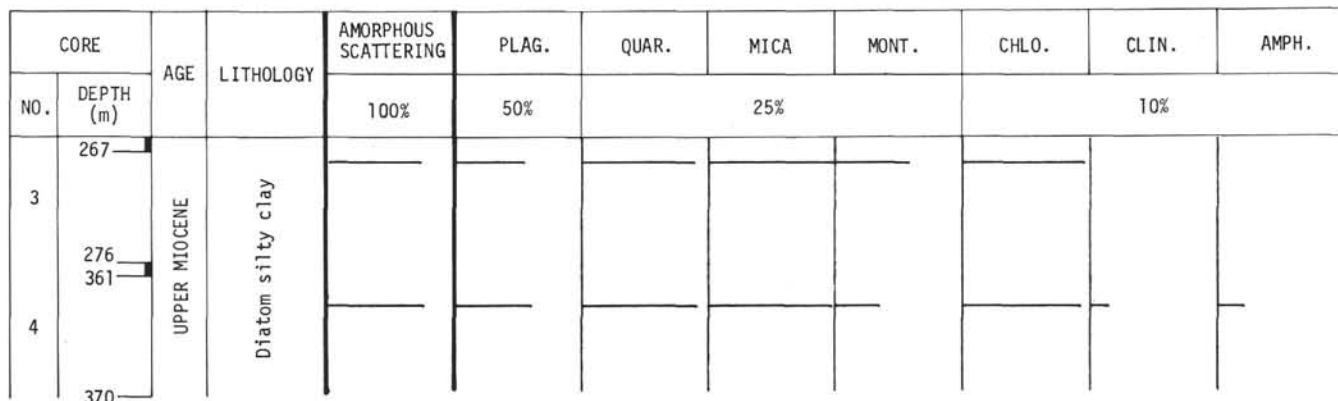 CORE
AGE
LITHOLOGY
AMORPHOUS
SCATTERING
PLAG.
QUAR.
MICA
MONT.
CHLO.
CLIN.
AMPH.
NO.
DEPTH
(m)
100%
50%
25%
10%
267
3
276
361
4
370
UPPER MIOCENE
Diatom silty clay